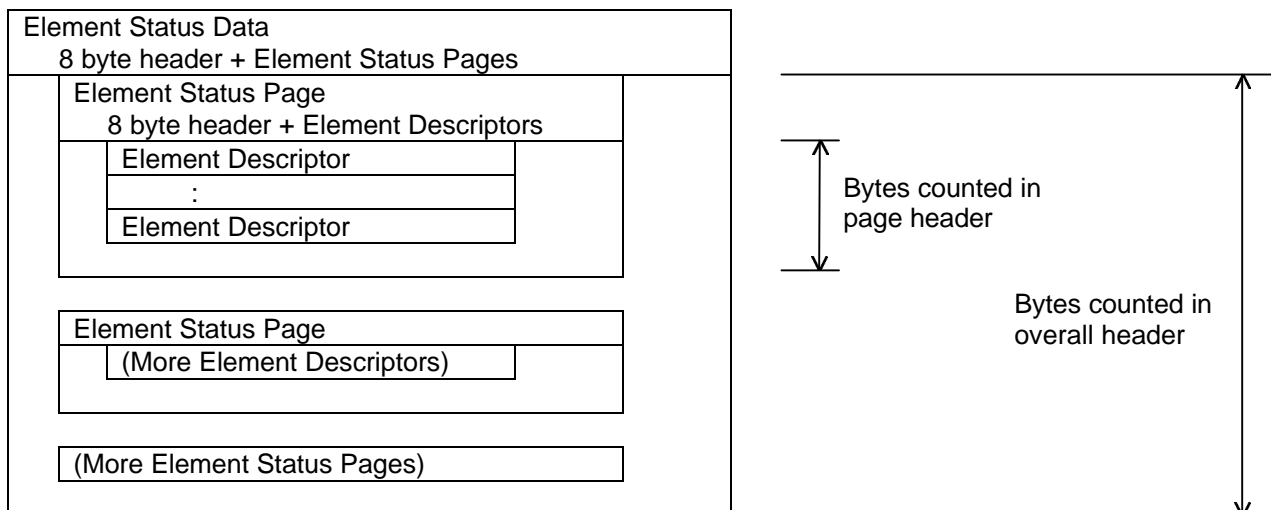 Element Status Data
8 byte header + Element Status Pages
Element Status Page
8 byte header + Element Descriptors
Element Descriptor
:
Element Descriptor
Bytes counted in
page header
Element Status Page
(More Element Descriptors)
(More Element Status Pages)
Bytes counted in
overall header